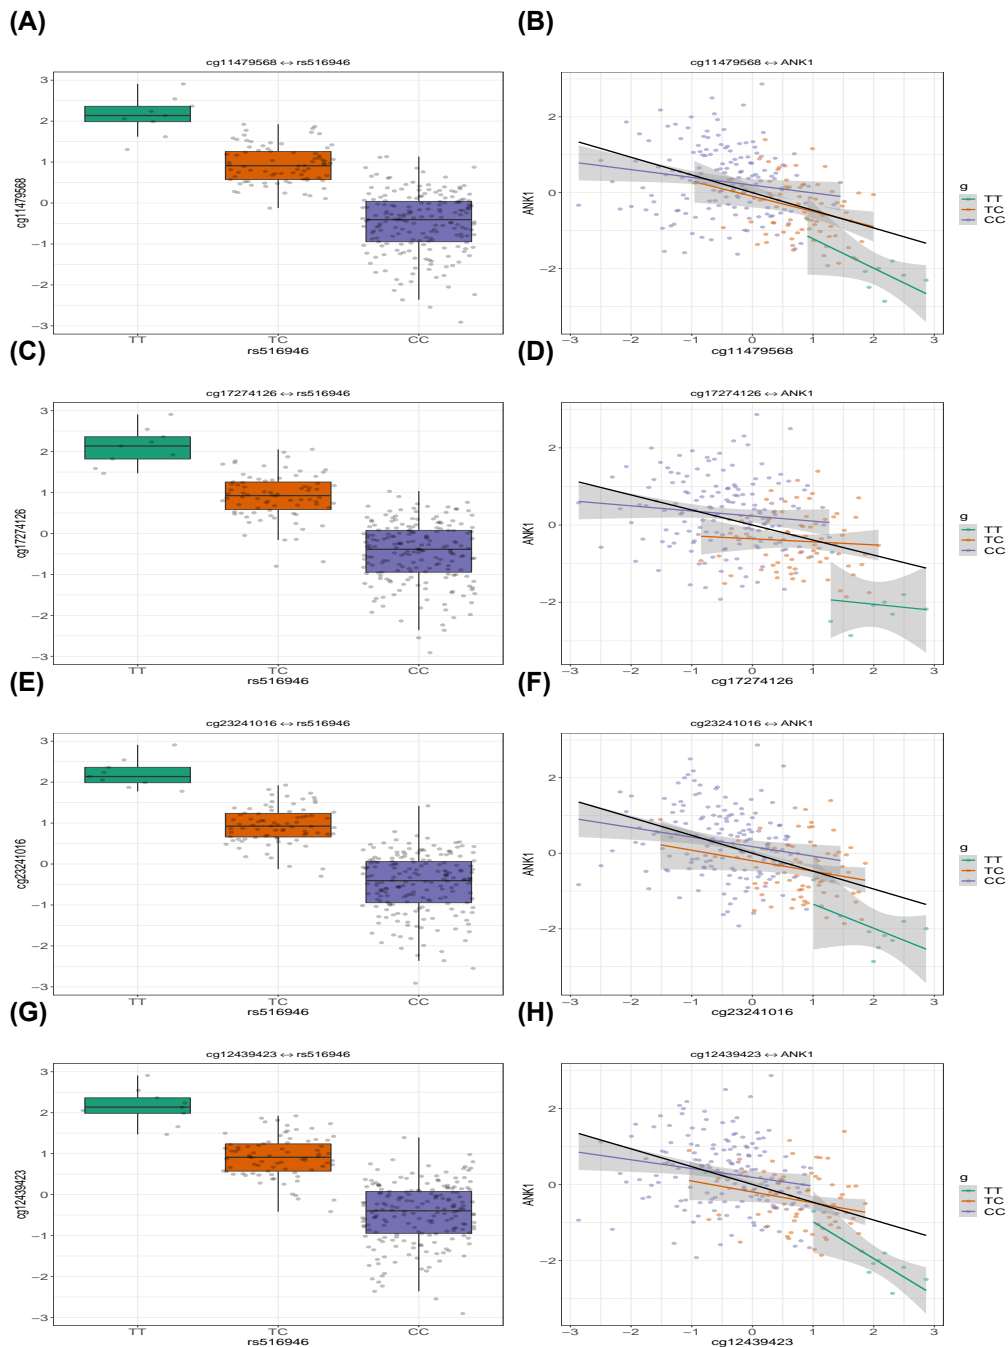 (A)
cg11479568 ⇔ rs516946
cg11479568
3
2
1
0
−1
−2
−3
TT
TC
CC
rs516946
(B)
cg11479568 ⇔ ANK1
ANK1
2
0
−2
−3
−2
−1
0
1
2
3
cg11479568
g
TT
TC
CC
(C)
cg17274126 ⇔ rs516946
cg17274126
3
2
1
0
−1
−2
−3
TT
TC
CC
rs516946
(D)
cg17274126 ⇔ ANK1
ANK1
2
0
−2
−3
−2
−1
0
1
2
3
cg17274126
g
TT
TC
CC
(E)
cg23241016 ⇔ rs516946
cg23241016
3
2
1
0
−1
−2
−3
TT
TC
CC
rs516946
(F)
cg23241016 ⇔ ANK1
ANK1
2
0
−2
−3
−2
−1
0
1
2
3
cg23241016
g
TT
TC
CC
(G)
cg12439423 ⇔ rs516946
cg12439423
3
2
1
0
−1
−2
−3
TT
TC
CC
rs516946
(H)
cg12439423 ⇔ ANK1
ANK1
2
0
−2
−3
−2
−1
0
1
2
3
cg12439423
g
TT
TC
CC